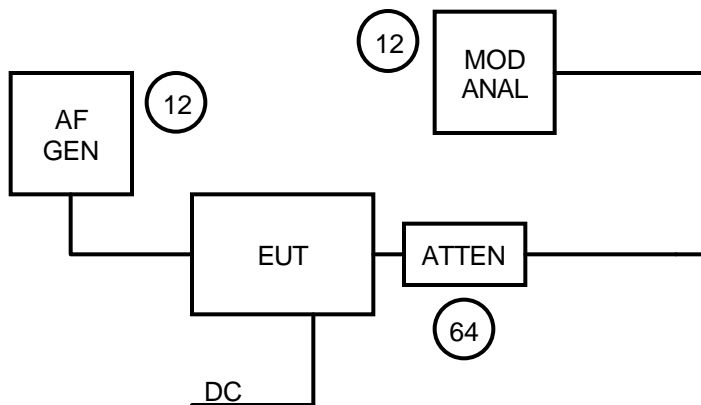 12
MOD
ANAL
AF
GEN
12
EUT
ATTEN
64
DC